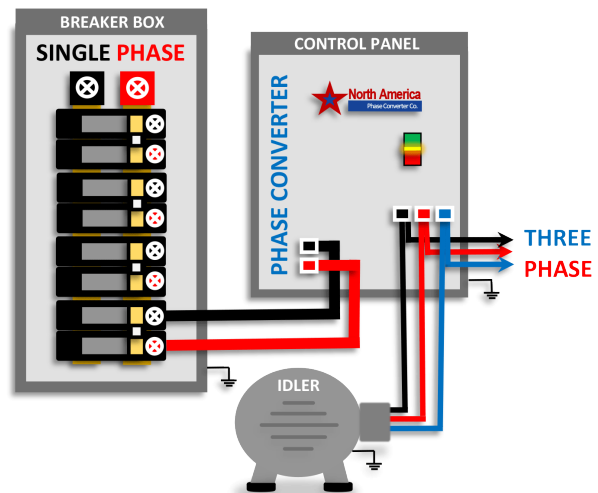 BREAKER BOX
SINGLE PHASE
CONTROL PANEL
PHASE CONVERTER
North America
Phase Converter Co.
THREE
PHASE
IDLER